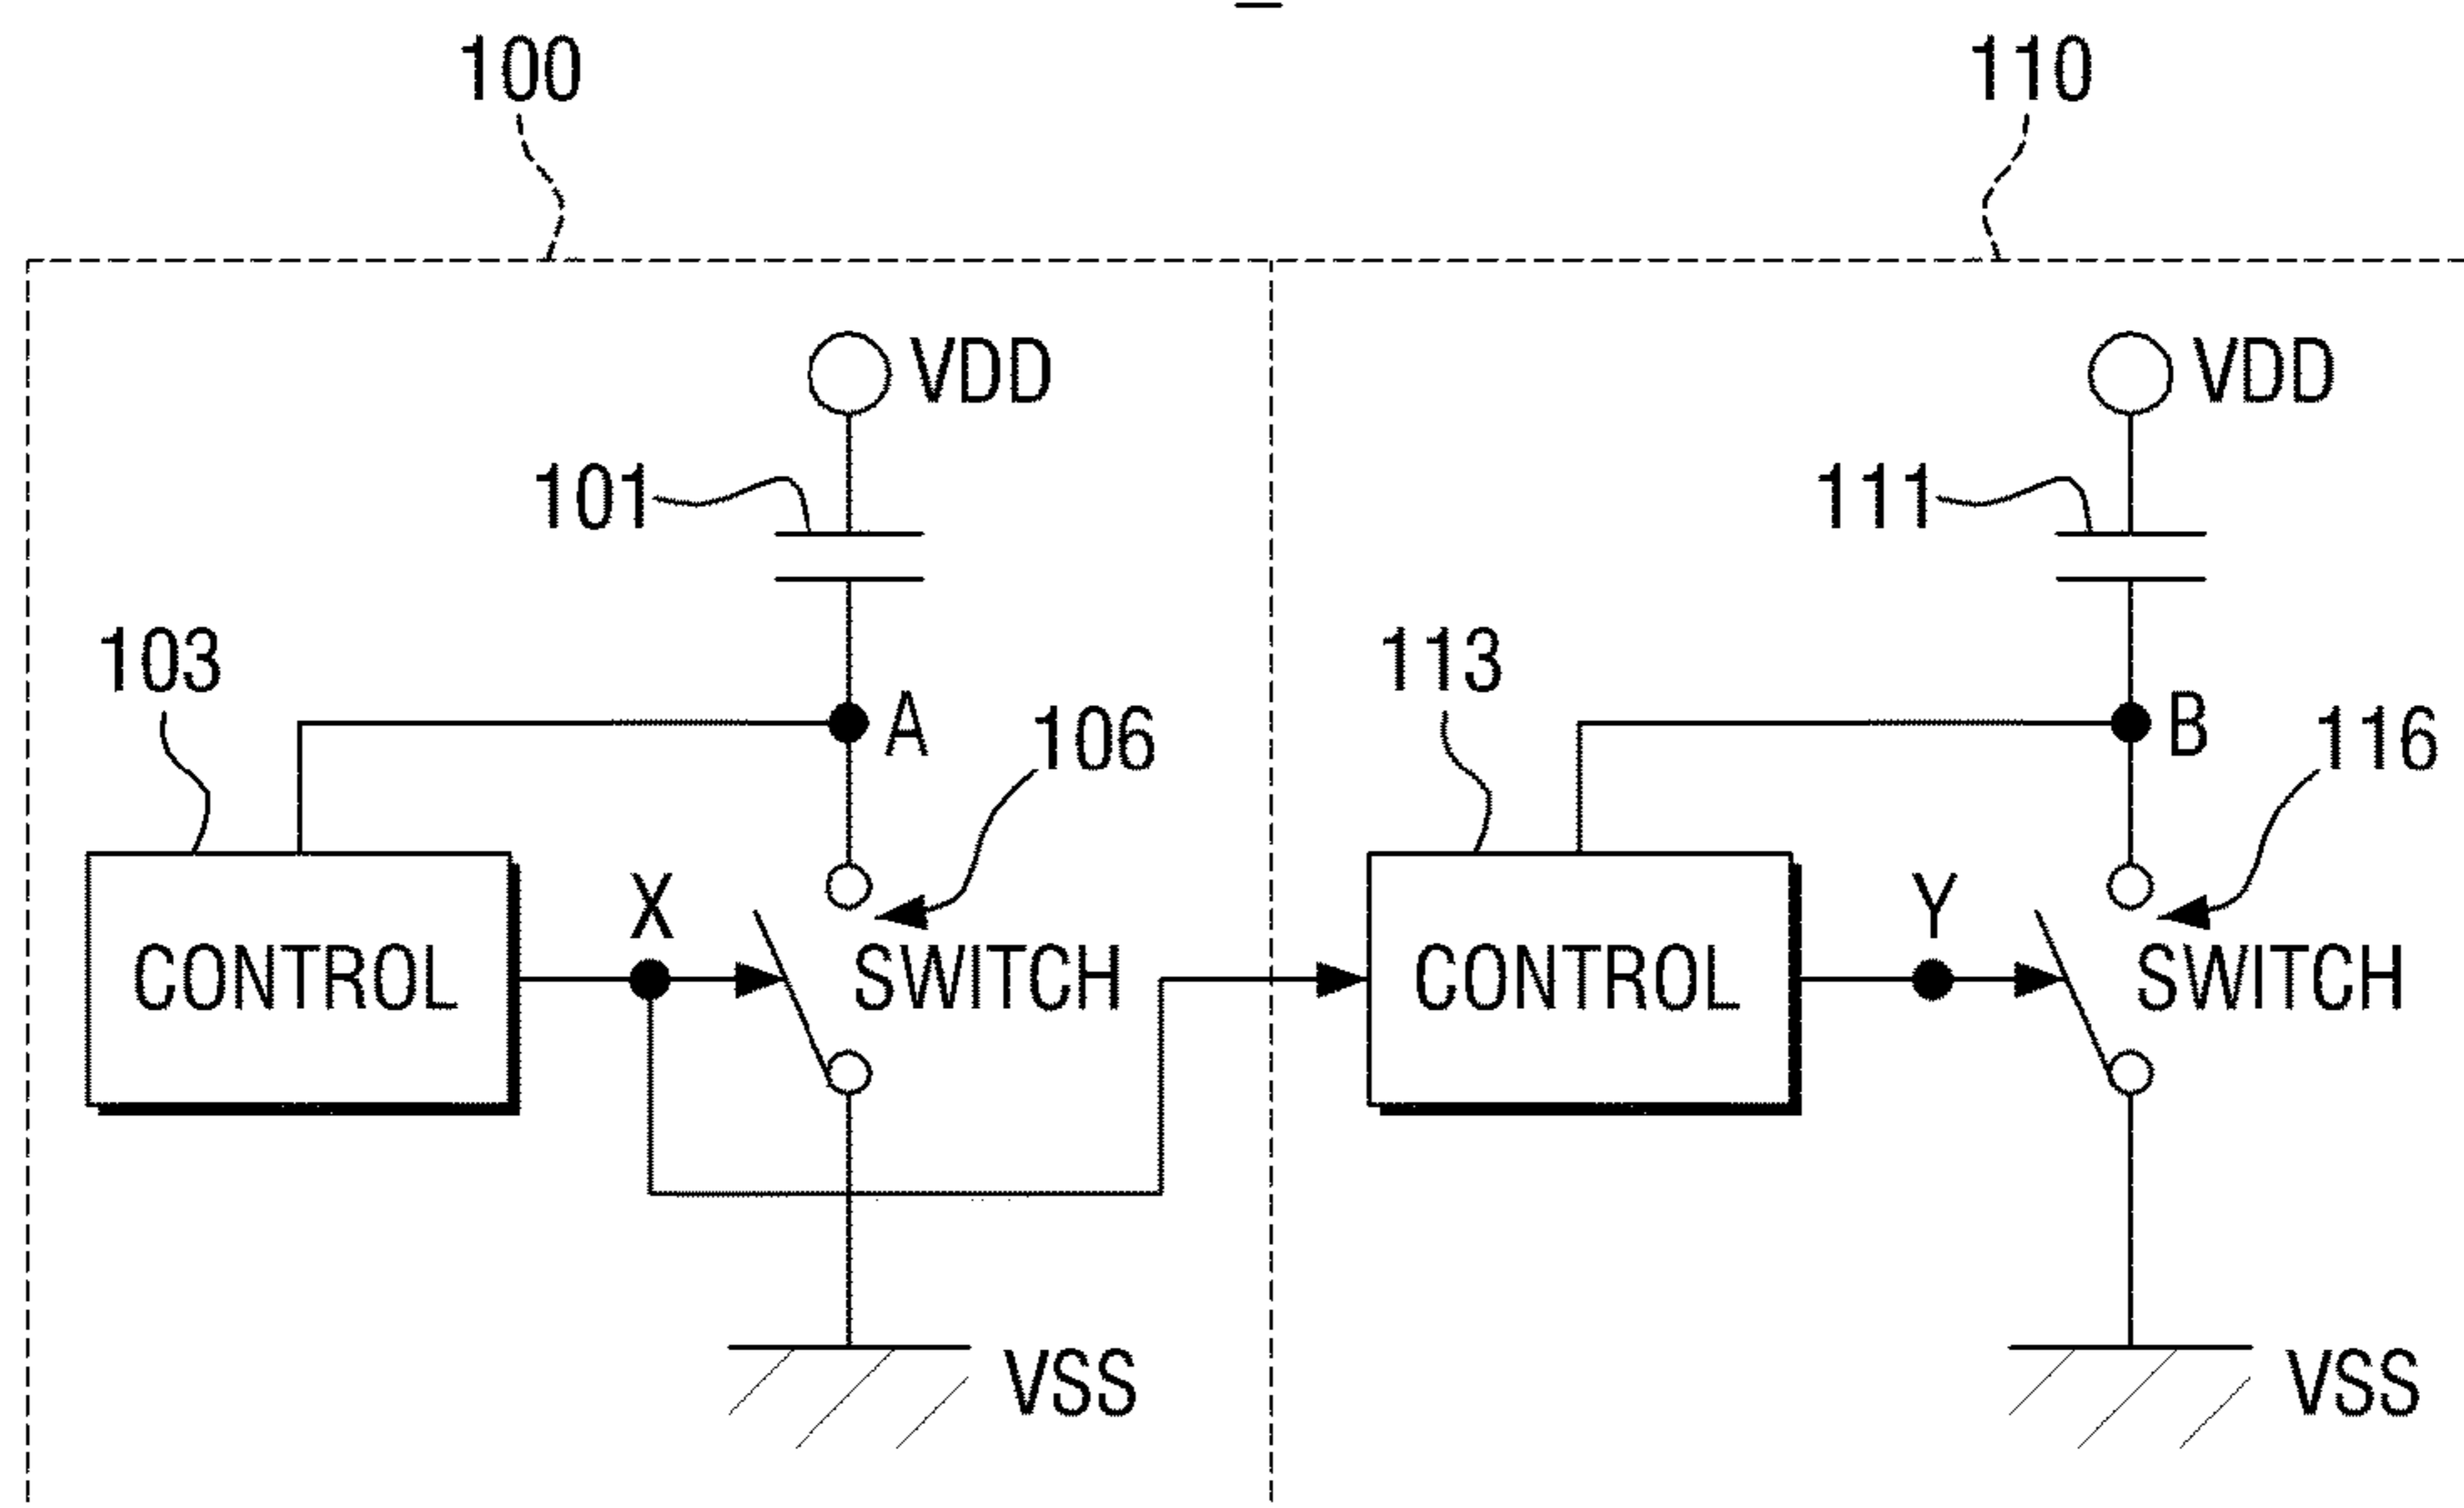 100
110
VDD
VDD
101
111
103
113
A
106
B
116
X
Y
CONTROL
SWITCH
CONTROL
SWITCH
VSS
VSS